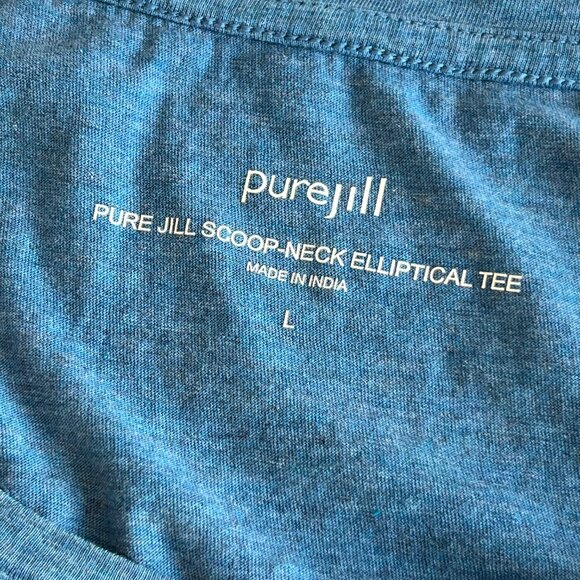 purejill
PURE JILL SCOOP-NECK ELLIPTICAL TEE
MADE IN INDIA
L